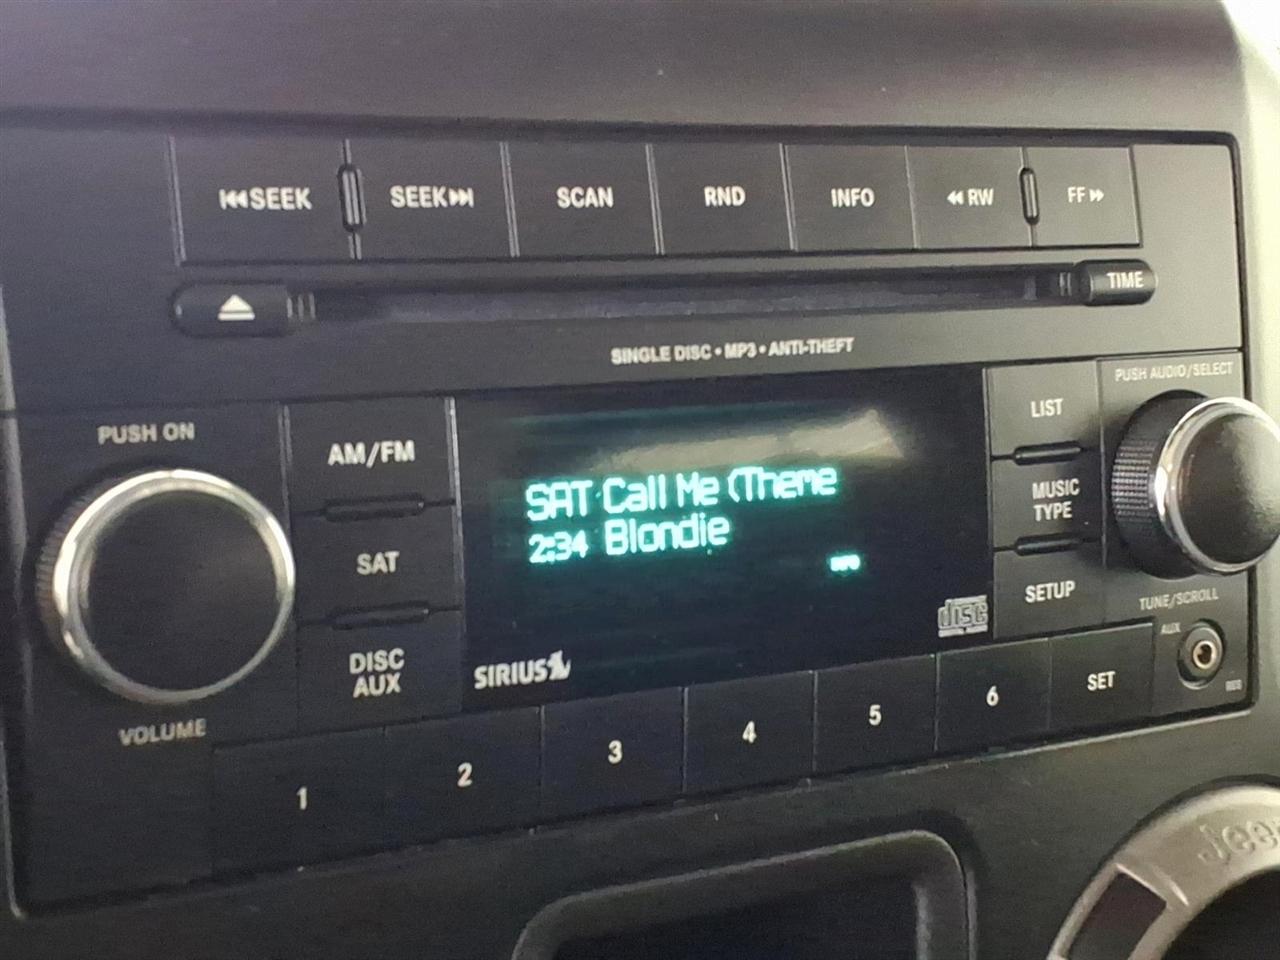 SEEK
SEEK
SCAN
RND
INFO
RW
FF
TIME
SINGLE DISC • MP3 • ANTI-THEFT
PUSH AUDIO/SELECT
PUSH ON
AM/FM
LIST
SAT Call Me (Theme
2:34 Blondie
INFO
MUSIC
TYPE
SAT
SETUP
TUNE/SCROLL
disc
DISC
AUX
SIRIUS
AUX
VOLUME
1
2
3
4
5
6
SET
Jeep